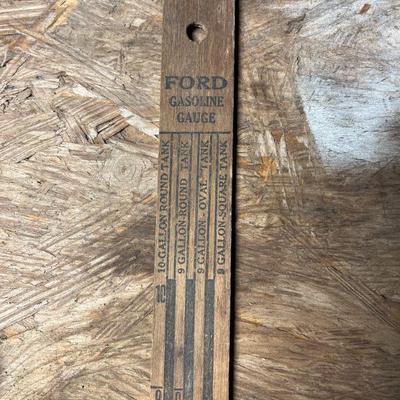 FORD
GASOLINE
GAUGE
10-GALLON ROUND TANK
9 GALLON-ROUND TANK
9 GALLON - OVAL TANK
9 GALLON-SQUARE TANK
10